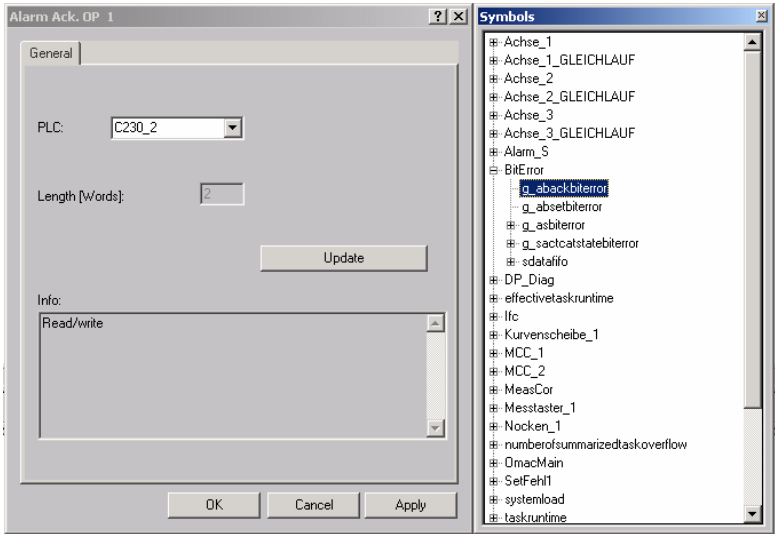 Alarm Ack. OP 1
General
PLC:
C230_2
Length [Words]:
2
Update
Info:
Read/write
OK
Cancel
Apply
Symbols
Achse_1
Achse_1_GLEICHLAUF
Achse_2
Achse_2_GLEICHLAUF
Achse_3
Achse_3_GLEICHLAUF
Alarm_S
BitError
g_abackbiterror
g_absetbiterror
g_asbiterror
g_sactcatstatebiterror
sdatafifo
DP_Diag
effectivetaskruntime
Ifc
Kurvenscheibe_1
MCC_1
MCC_2
MeasCor
Messtaster_1
Nocken_1
numberofsummarizedtaskoverflow
OmacMain
SetFehl1
systemload
taskruntime